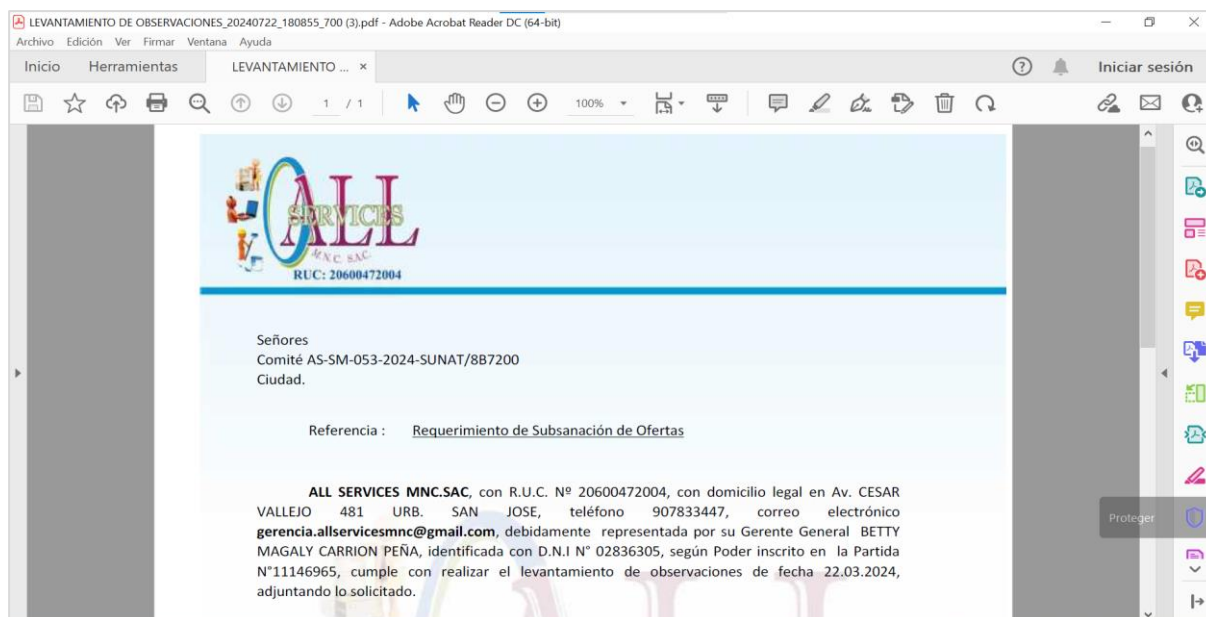 LEVANTAMIENTO DE OBSERVACIONES_20240722_180855_700 (3).pdf - Adobe Acrobat Reader DC (64-bit)
Archivo Edición Ver Firmar Ventana Ayuda
Inicio Herramientas LEVANTAMIENTO ... × Iniciar sesión
1 / 1 100%
ALL
SERVICES
M.N.C. SAC.
RUC: 20600472004
Señores
Comité AS-SM-053-2024-SUNAT/8B7200
Ciudad.
Referencia : Requerimiento de Subsanación de Ofertas
ALL SERVICES MNC.SAC, con R.U.C. Nº 20600472004, con domicilio legal en Av. CESAR
VALLEJO 481 URB. SAN JOSE, teléfono 907833447, correo electrónico
gerencia.allservicesmnc@gmail.com, debidamente representada por su Gerente General BETTY
MAGALY CARRION PEÑA, identificada con D.N.I N° 02836305, según Poder inscrito en la Partida
N°11146965, cumple con realizar el levantamiento de observaciones de fecha 22.03.2024,
adjuntando lo solicitado.
Proteger